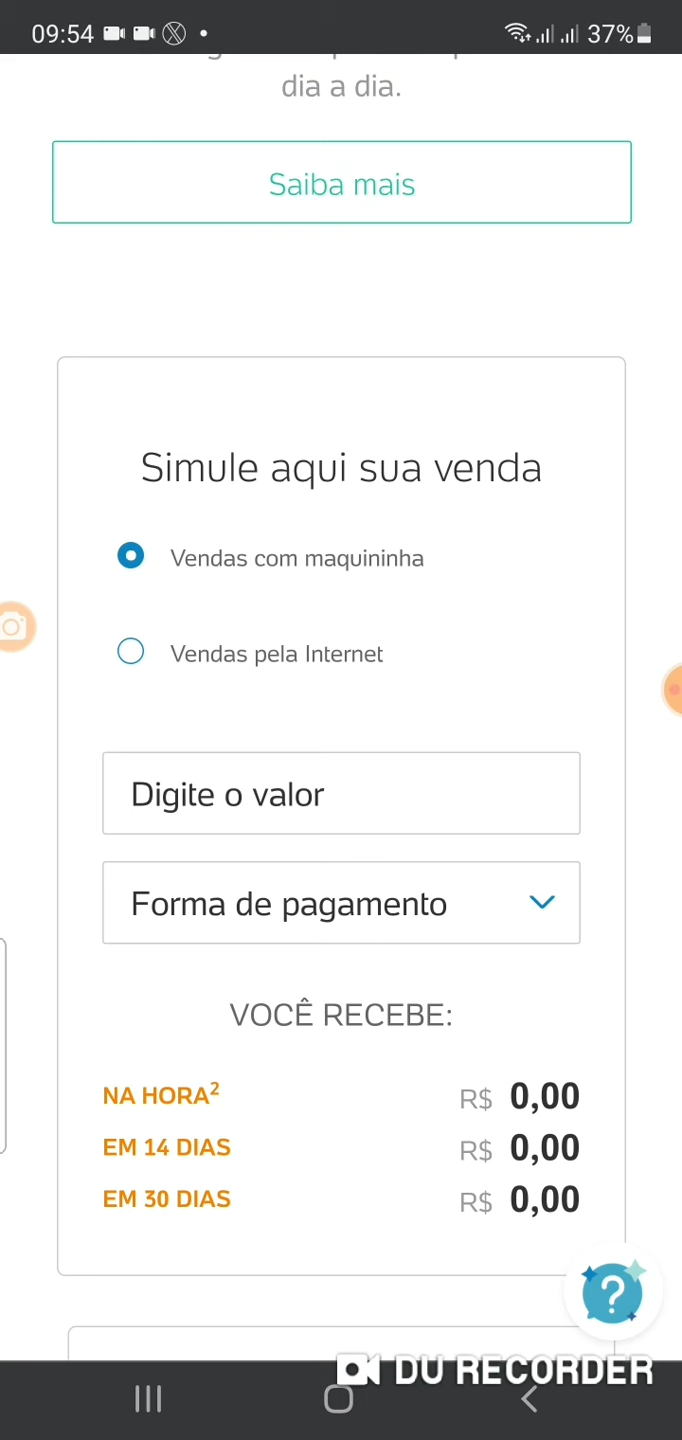 09:54
37%
dia a dia.
Saiba mais
Simule aqui sua venda
Vendas com maquininha
Vendas pela Internet
Digite o valor
Forma de pagamento
VOCÊ RECEBE:
NA HORA² R$ 0,00
EM 14 DIAS R$ 0,00
EM 30 DIAS R$ 0,00
?
DU RECORDER